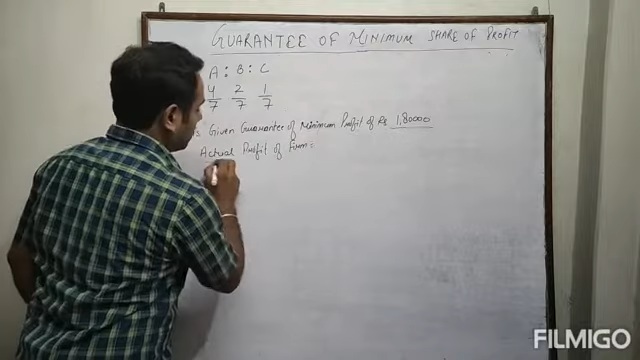 GUARANTEE OF MINIMUM SHARE OF PROFIT
A : B : C
4/7 2/7 1/7
s Given Guarantee of Minimum Profit of Rs 1,80000
Actual Profit of Firm =
FILMIGO